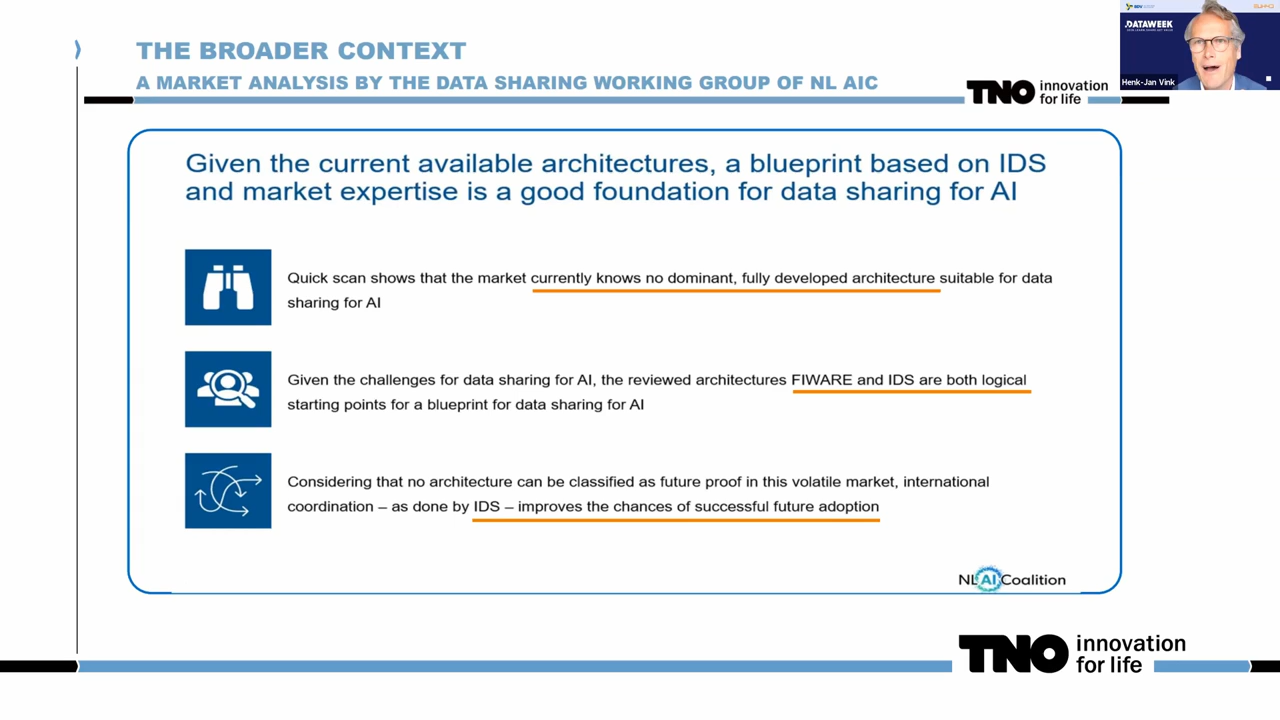 THE BROADER CONTEXT
A MARKET ANALYSIS BY THE DATA SHARING WORKING GROUP OF NL AIC
TNO innovation
for life
DATAWEEK
Henk-Jan Vink
Given the current available architectures, a blueprint based on IDS
and market expertise is a good foundation for data sharing for AI
Quick scan shows that the market currently knows no dominant, fully developed architecture suitable for data
sharing for AI
Given the challenges for data sharing for AI, the reviewed architectures FIWARE and IDS are both logical
starting points for a blueprint for data sharing for AI
Considering that no architecture can be classified as future proof in this volatile market, international
coordination – as done by IDS – improves the chances of successful future adoption
NL AI Coalition
TNO innovation
for life